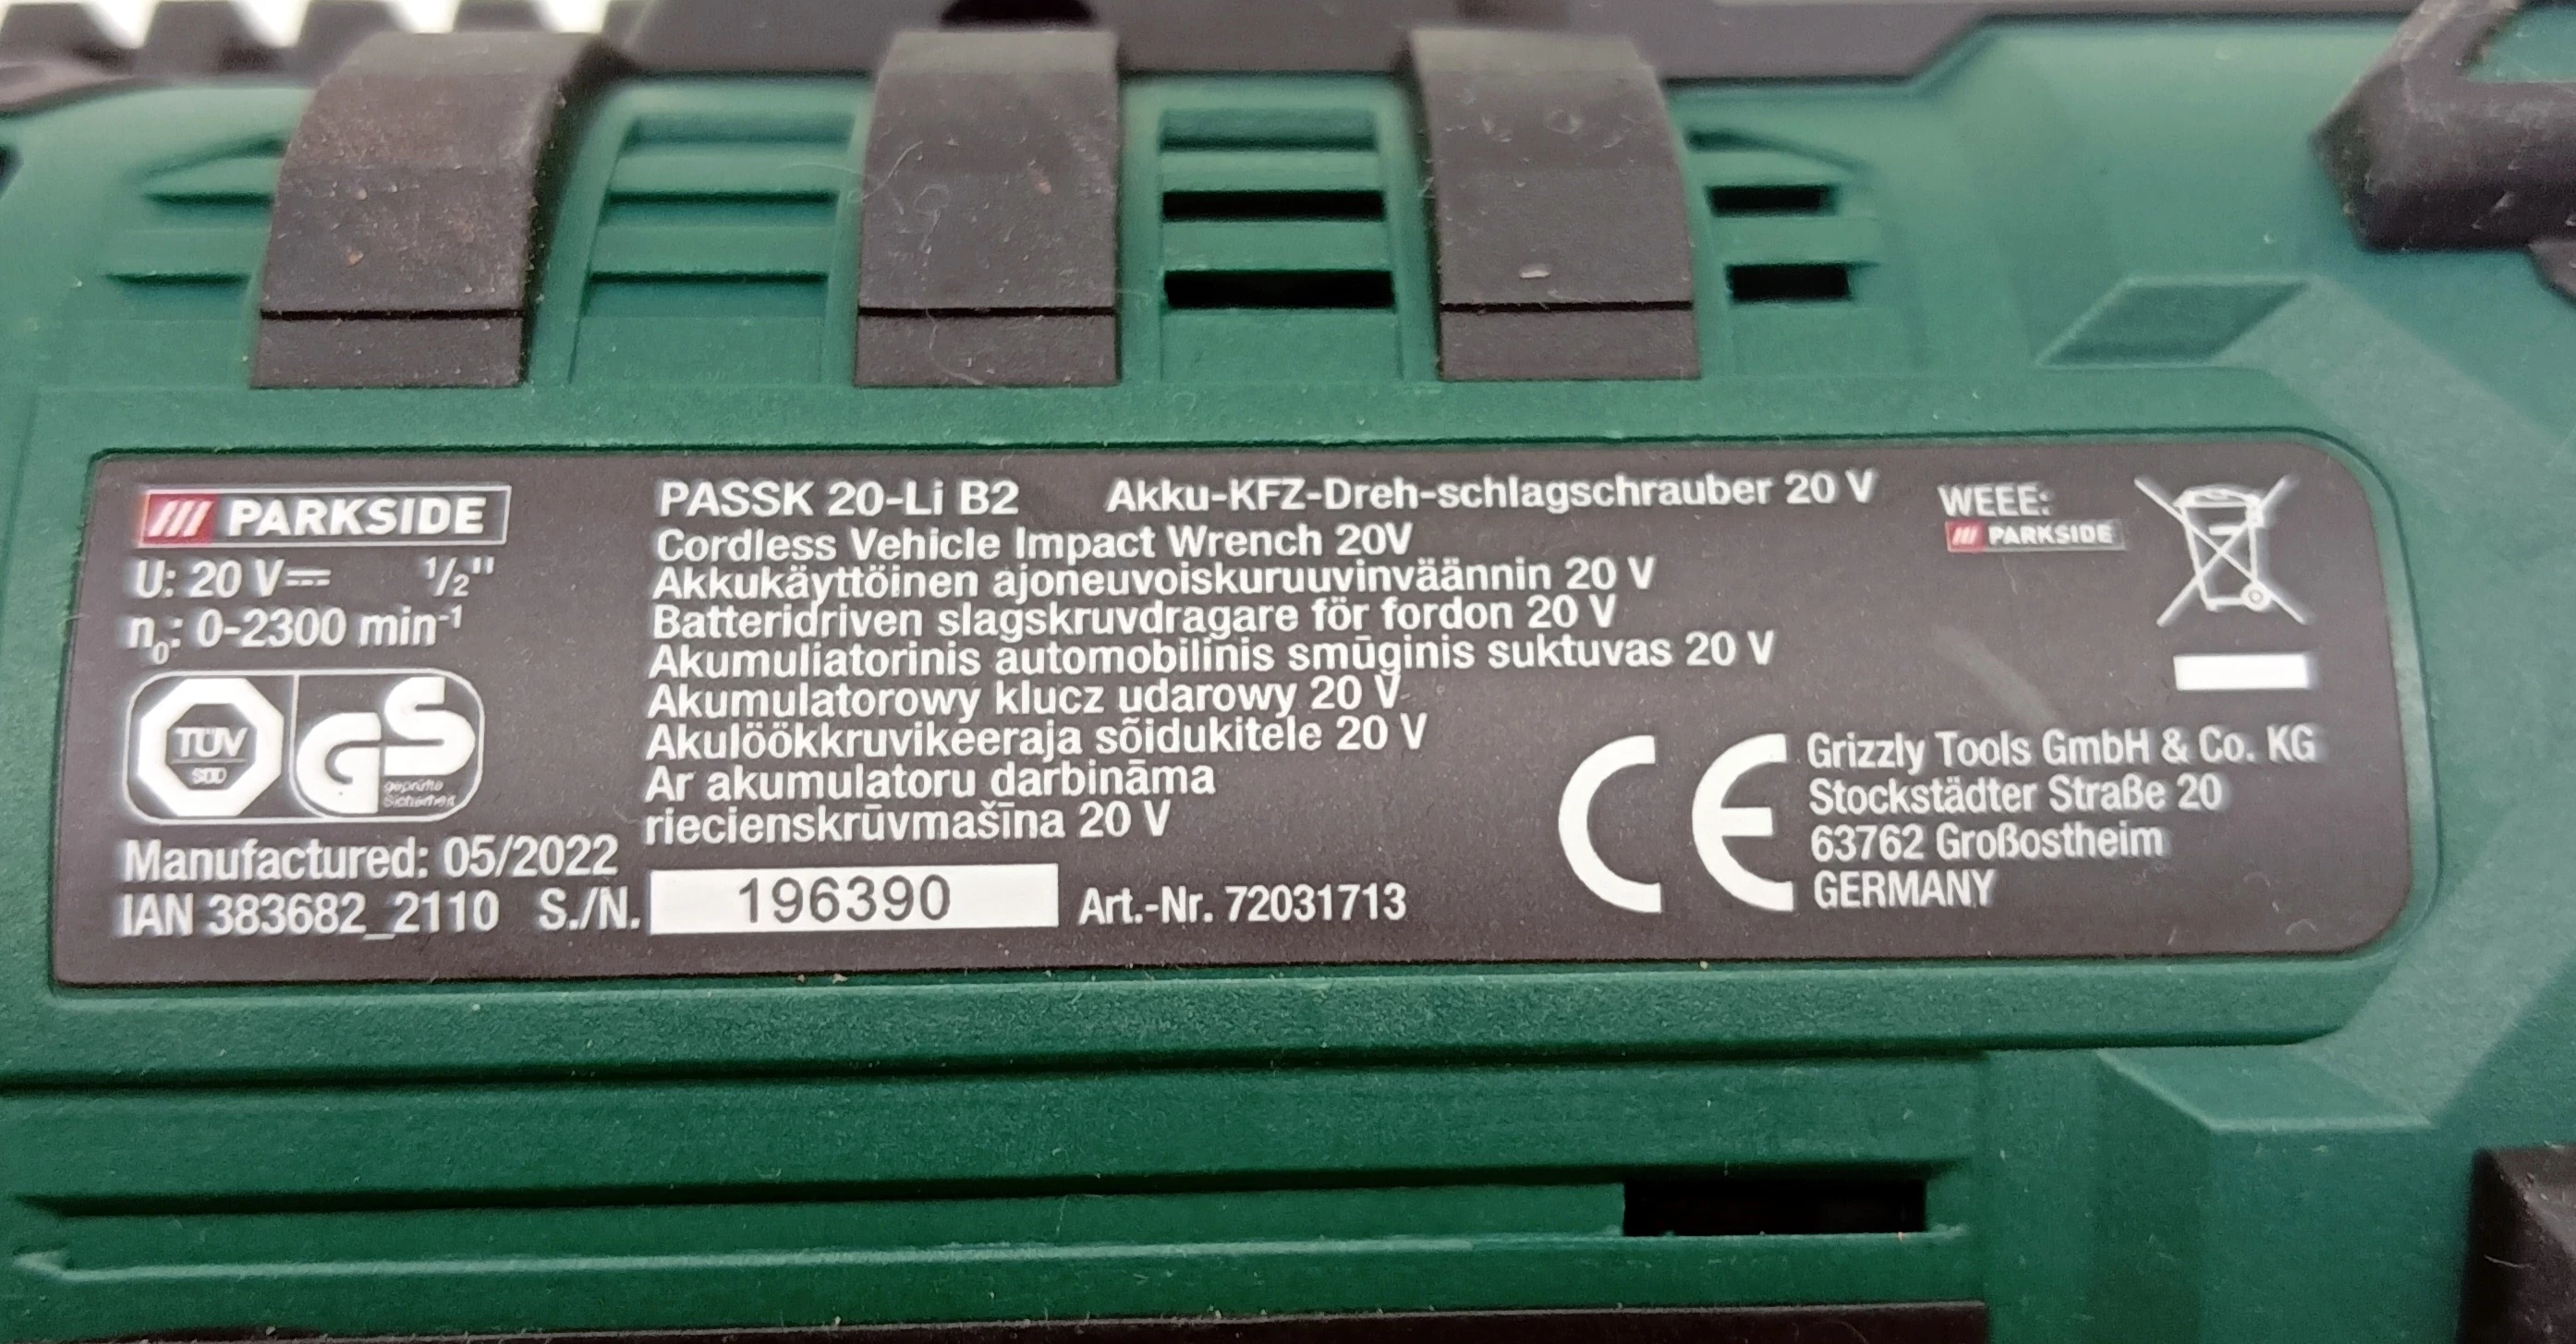 PARKSIDE
U: 20 V 1/2"
n0: 0-2300 min-1
TÜV
SÜD
GS
geprüfte
Sicherheit
Manufactured: 05/2022
IAN 383682_2110 S./N. 196390 Art.-Nr. 72031713
PASSK 20-Li B2 Akku-KFZ-Dreh-schlagschrauber 20 V
Cordless Vehicle Impact Wrench 20V
Akkukäyttöinen ajoneuvoiskuruuvinväännin 20 V
Batteridriven slagskruvdragare för fordon 20 V
Akumuliatorinis automobilinis smūginis suktuvas 20 V
Akumulatorowy klucz udarowy 20 V
Akulöökkruvikeeraja sõidukitele 20 V
Ar akumulatoru darbināma
riecienskrūvmašīna 20 V
WEEE:
PARKSIDE
CE
Grizzly Tools GmbH & Co. KG
Stockstädter Straße 20
63762 Großostheim
GERMANY